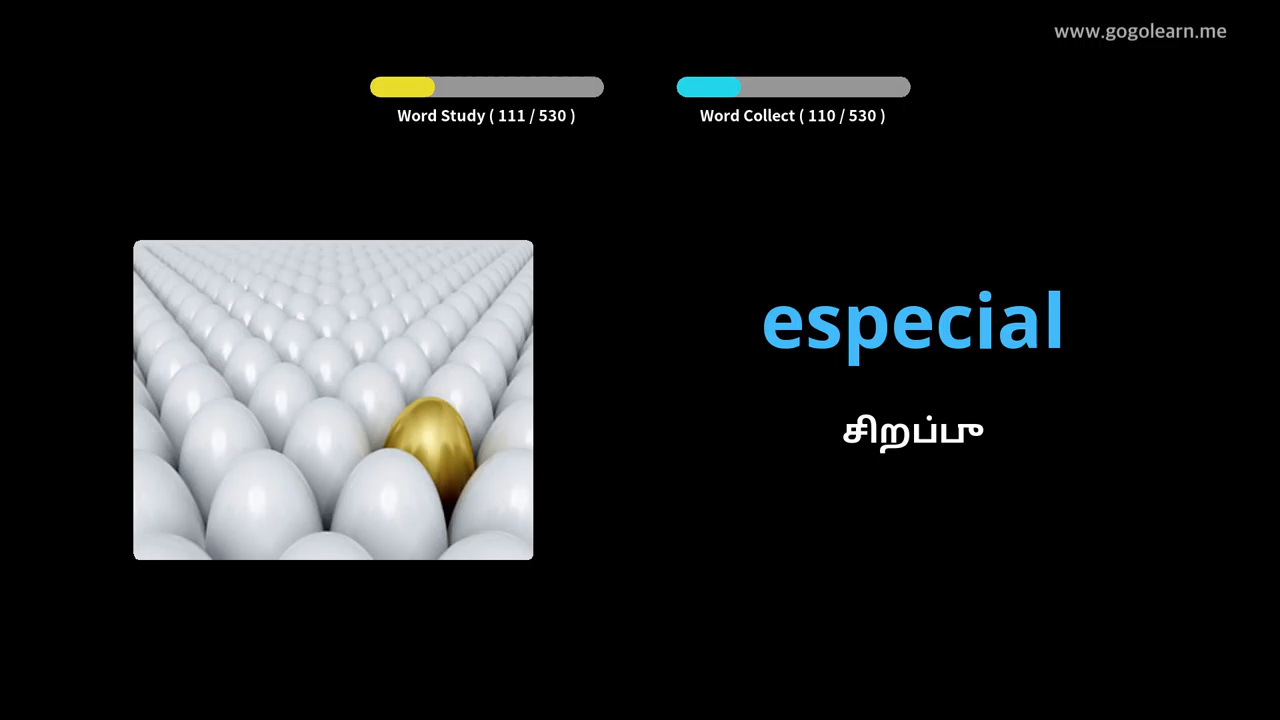 www.gogolearn.me
Word Study ( 111 / 530 )
Word Collect ( 110 / 530 )
especial
சிறப்பு